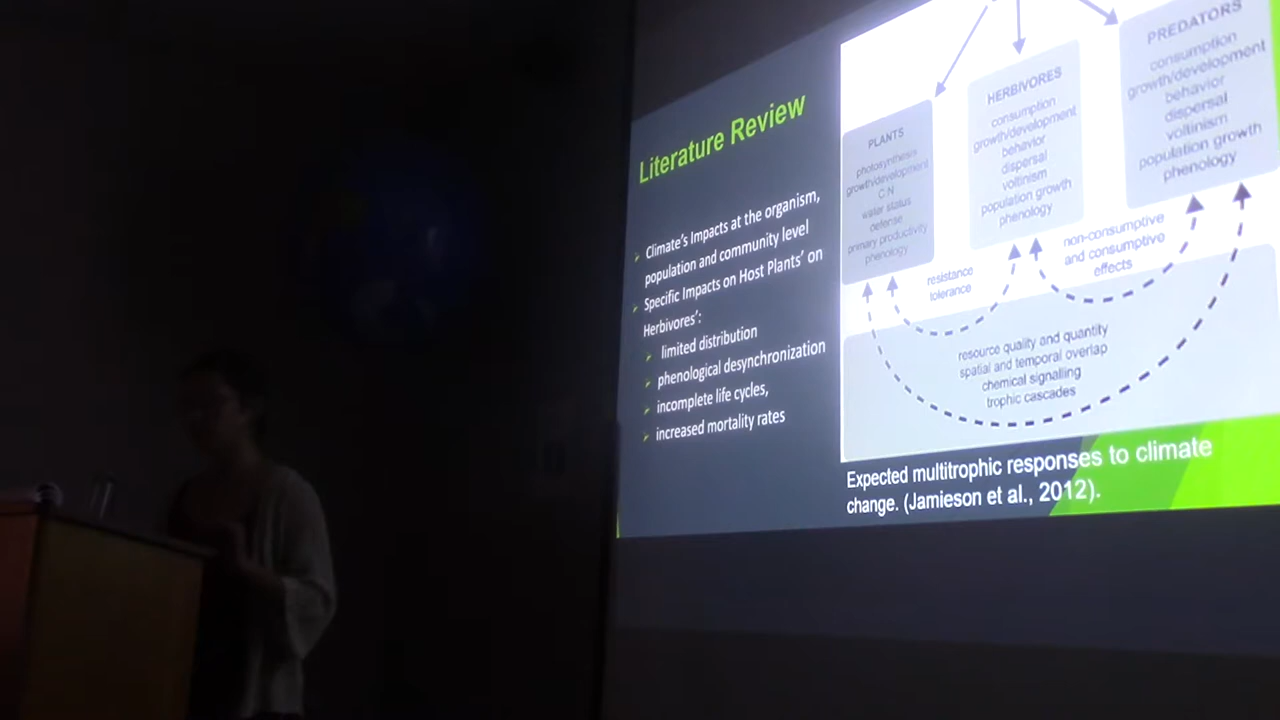 Literature Review
Climate's Impacts at the organism,
population and community level
Specific Impacts on Host Plants' on
Herbivores':
limited distribution
phenological desynchronization
incomplete life cycles,
increased mortality rates
PLANTS
photosynthesis
growth/development
C:N
water status
defense
primary productivity
phenology
HERBIVORES
consumption
growth/development
behavior
dispersal
voltinism
population growth
phenology
PREDATORS
consumption
growth/development
behavior
dispersal
voltinism
population growth
phenology
resistance
tolerance
non-consumptive
and consumptive
effects
resource quality and quantity
spatial and temporal overlap
chemical signalling
trophic cascades
Expected multitrophic responses to climate
change. (Jamieson et al., 2012).